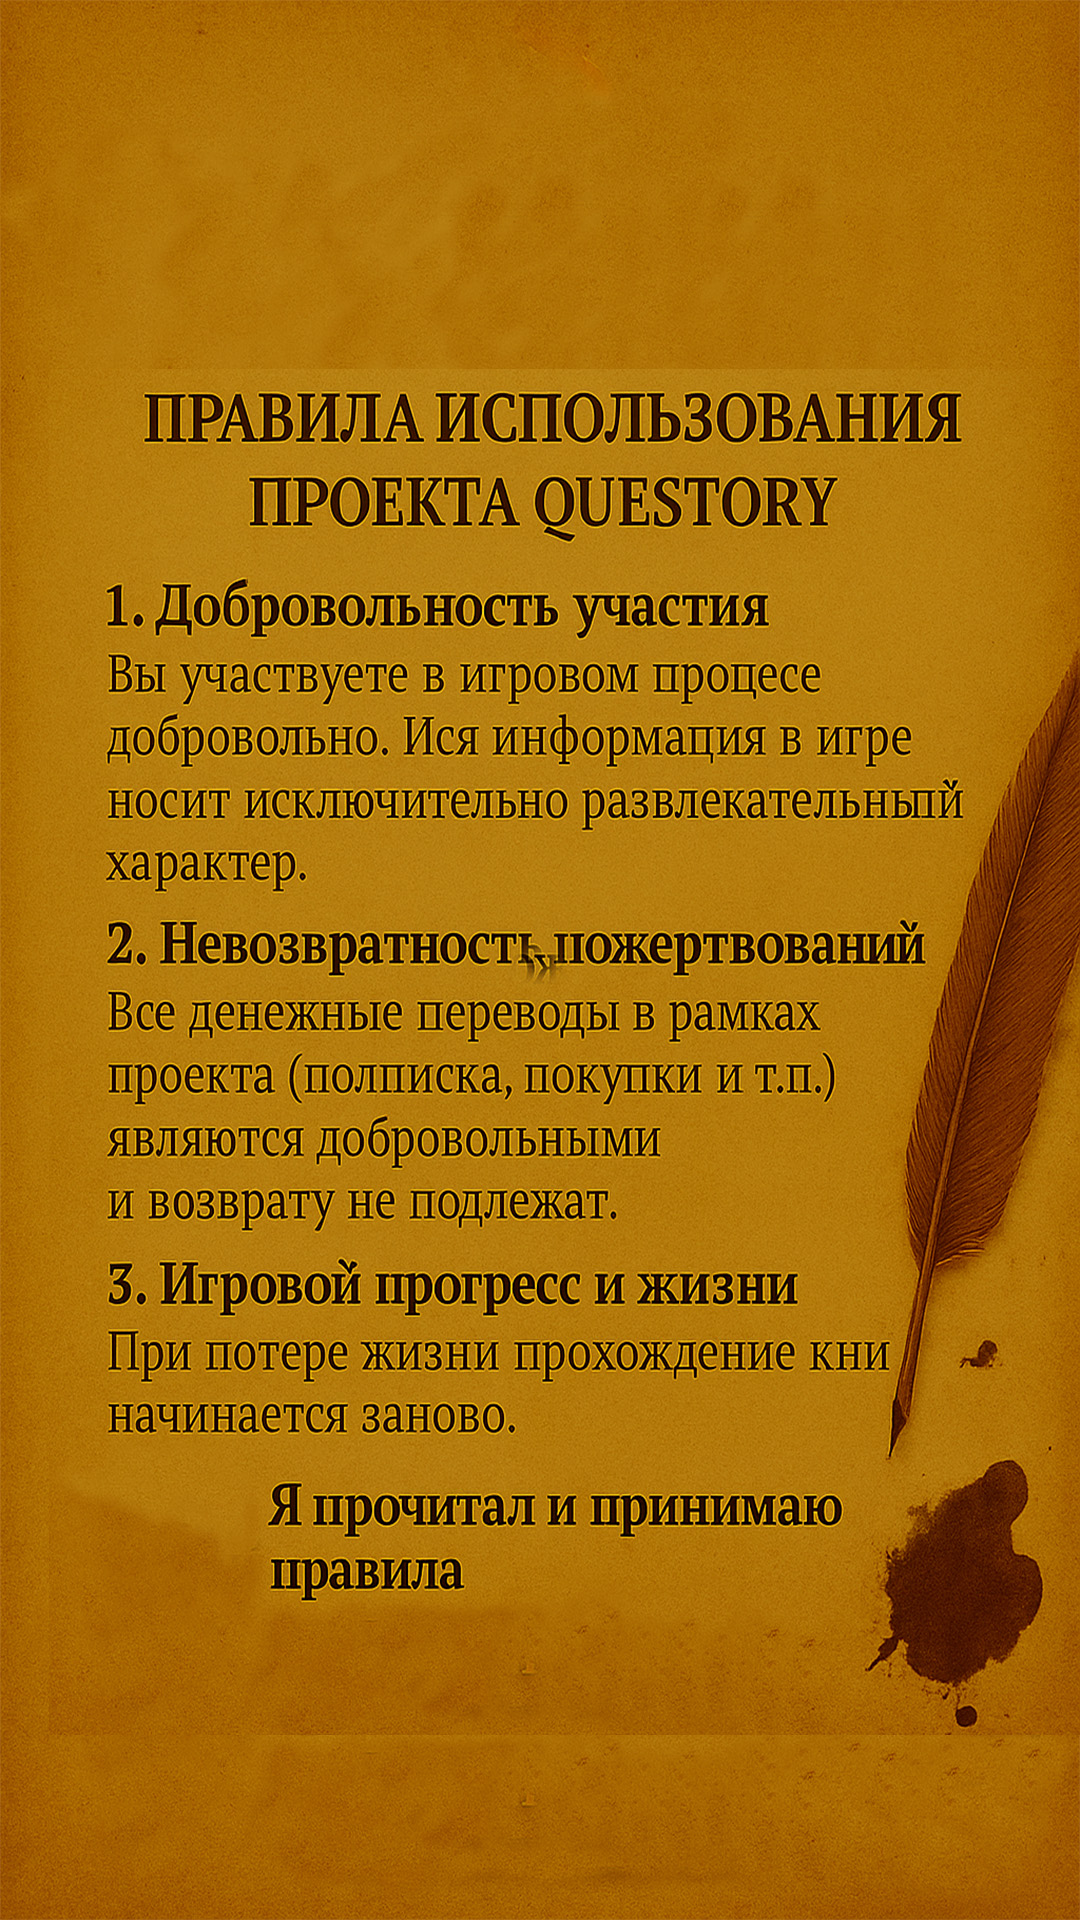 ПРАВИЛА ИСПОЛЬЗОВАНИЯ
ПРОЕКТА QUESTORY
1. Добровольность участия
Вы участвуете в игровом процесе
добровольно. Ися информация в игре
носит исключительно развлекательный
характер.
2. Невозвратность пожертвований
Все денежные переводы в рамках
проекта (полписка, покупки и т.п.)
являются добровольными
и возврату не подлежат.
3. Игровой прогресс и жизни
При потере жизни прохождение кни
начинается заново.
Я прочитал и принимаю
правила